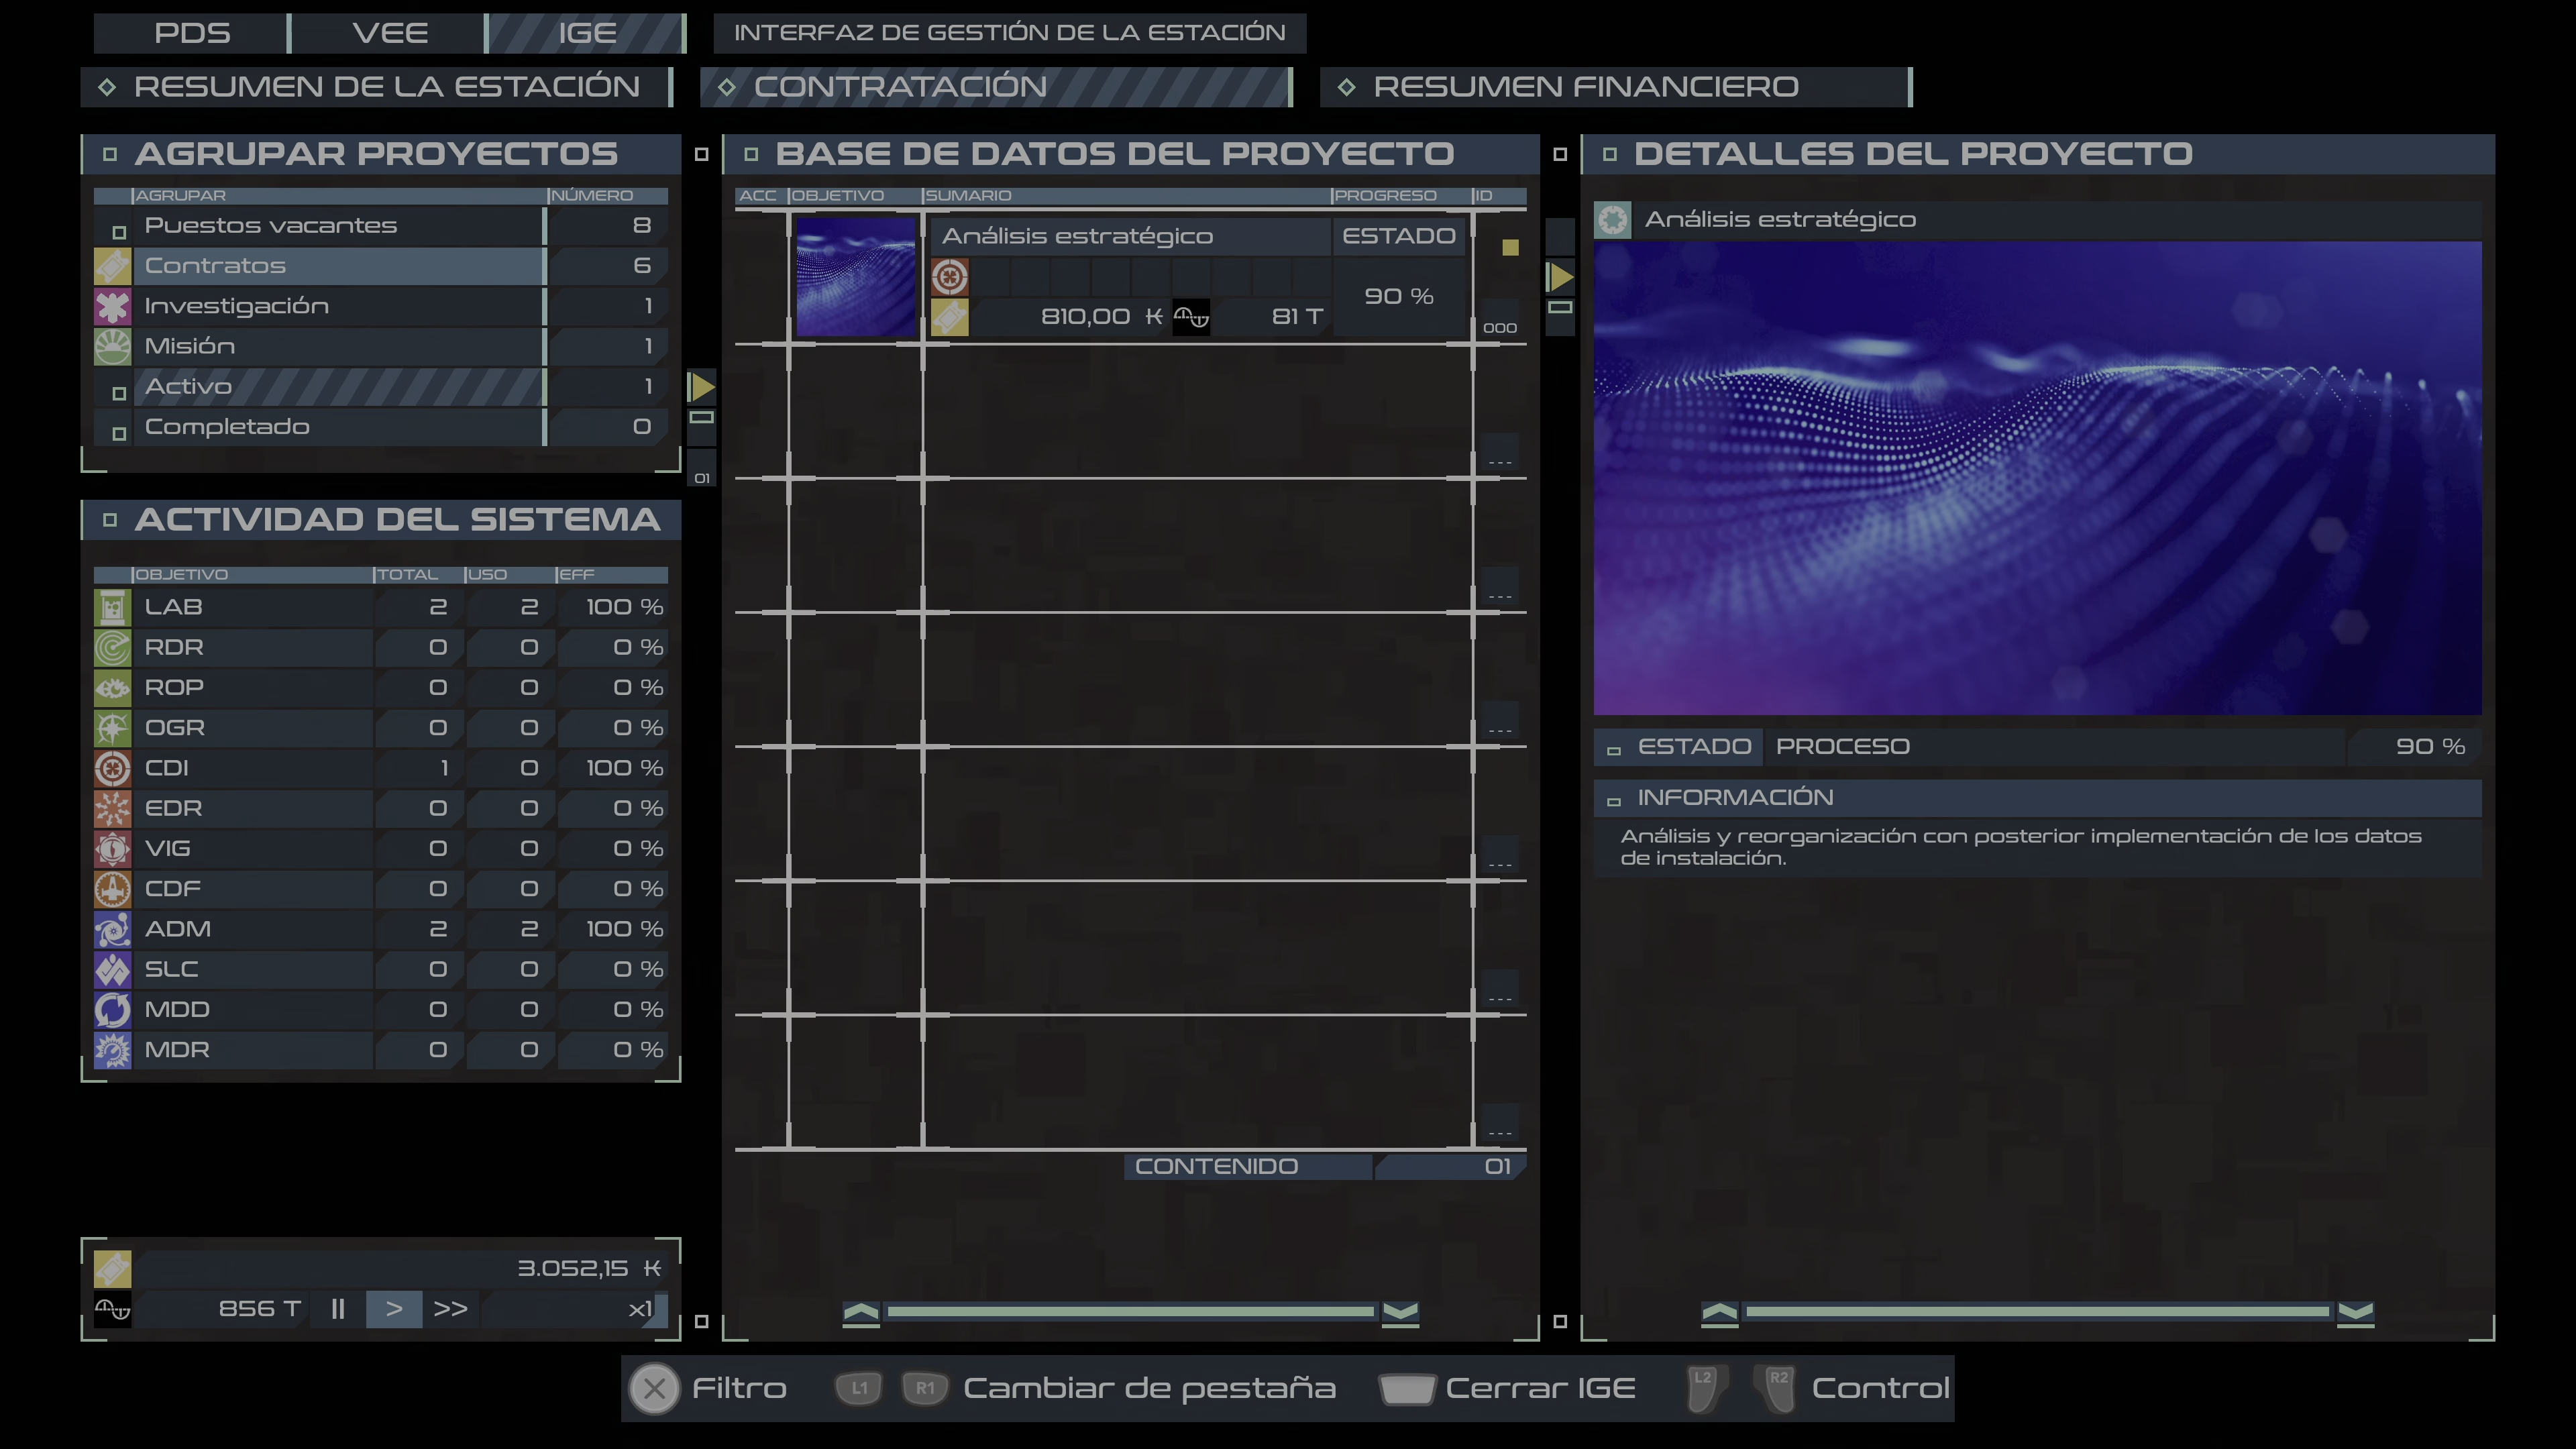 PDS VEE IGE INTERFAZ DE GESTIÓN DE LA ESTACIÓN
RESUMEN DE LA ESTACIÓN CONTRATACIÓN RESUMEN FINANCIERO
AGRUPAR PROYECTOS
AGRUPAR NÚMERO
Puestos vacantes 8
Contratos 6
Investigación 1
Misión 1
Activo 1
Completado 0
01
ACTIVIDAD DEL SISTEMA
OBJETIVO TOTAL USO EFF
LAB 2 2 100 %
RDR 0 0 0 %
ROP 0 0 0 %
OGR 0 0 0 %
CDI 1 0 100 %
EDR 0 0 0 %
VIG 0 0 0 %
CDF 0 0 0 %
ADM 2 2 100 %
SLC 0 0 0 %
MDD 0 0 0 %
MDR 0 0 0 %
3.052,15 K
856 T || > >> x1
BASE DE DATOS DEL PROYECTO
ACC OBJETIVO SUMARIO PROGRESO ID
Análisis estratégico ESTADO
90 %
810,00 K 81 T
000
---
---
---
---
---
---
CONTENIDO 01
DETALLES DEL PROYECTO
Análisis estratégico
ESTADO PROCESO 90 %
INFORMACIÓN
Análisis y reorganización con posterior implementación de los datos
de instalación.
Filtro L1 R1 Cambiar de pestaña Cerrar IGE L2 R2 Control